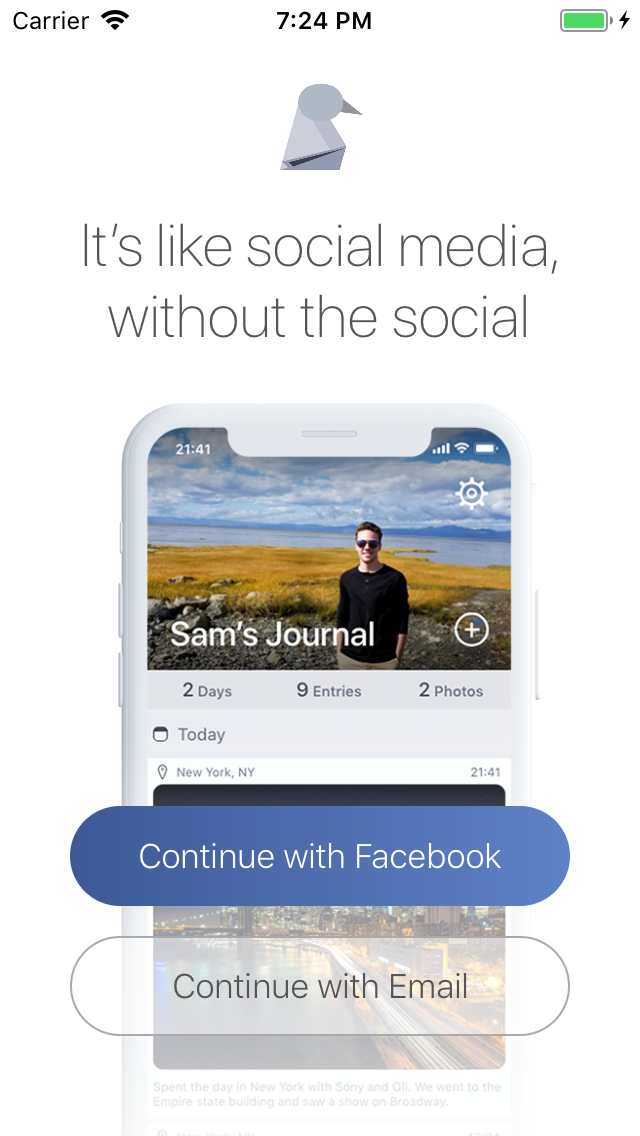 Carrier 7:24 PM
It’s like social media,
without the social
21:41
Sam’s Journal
2 Days 9 Entries 2 Photos
Today
New York, NY 21:41
Continue with Facebook
Continue with Email
Spent the day in New York with Sony and Oli. We went to the
Empire state building and saw a show on Broadway.